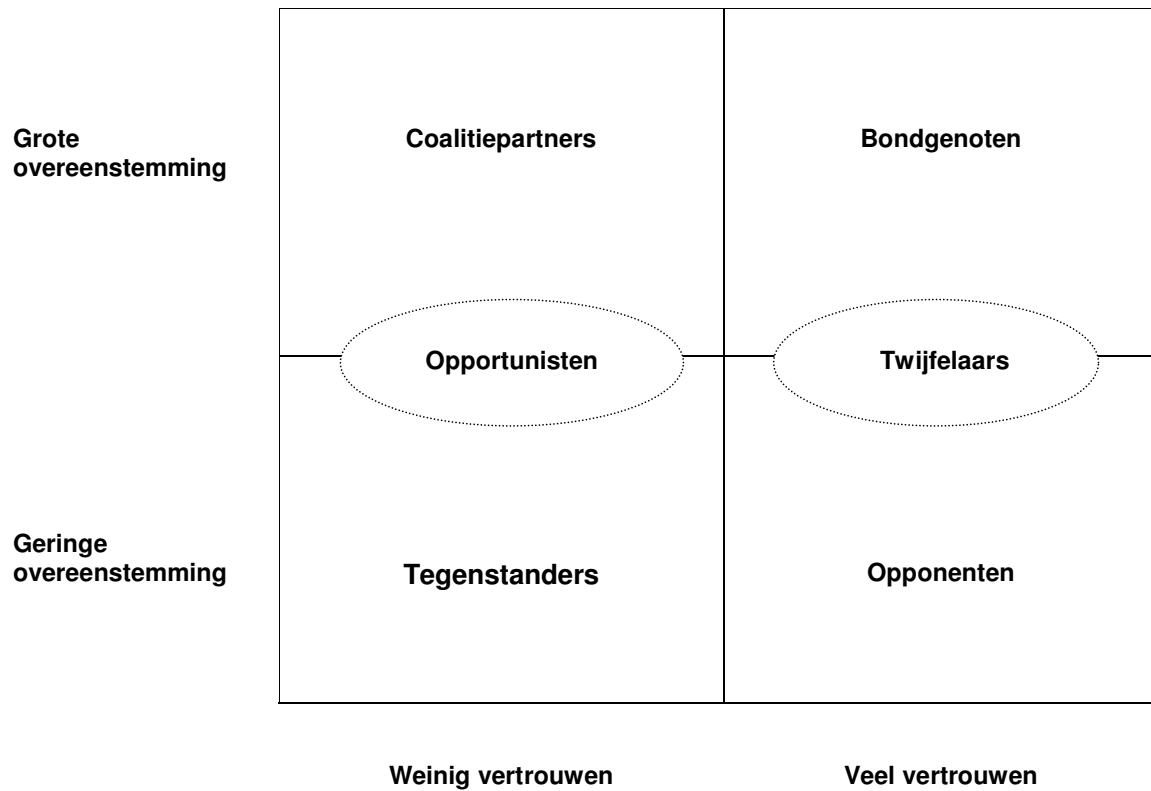 Grote
overeenstemming
Coalitiepartners
Bondgenoten
Opportunisten
Twijfelaars
Geringe
overeenstemming
Tegenstanders
Opponenten
Weinig vertrouwen
Veel vertrouwen